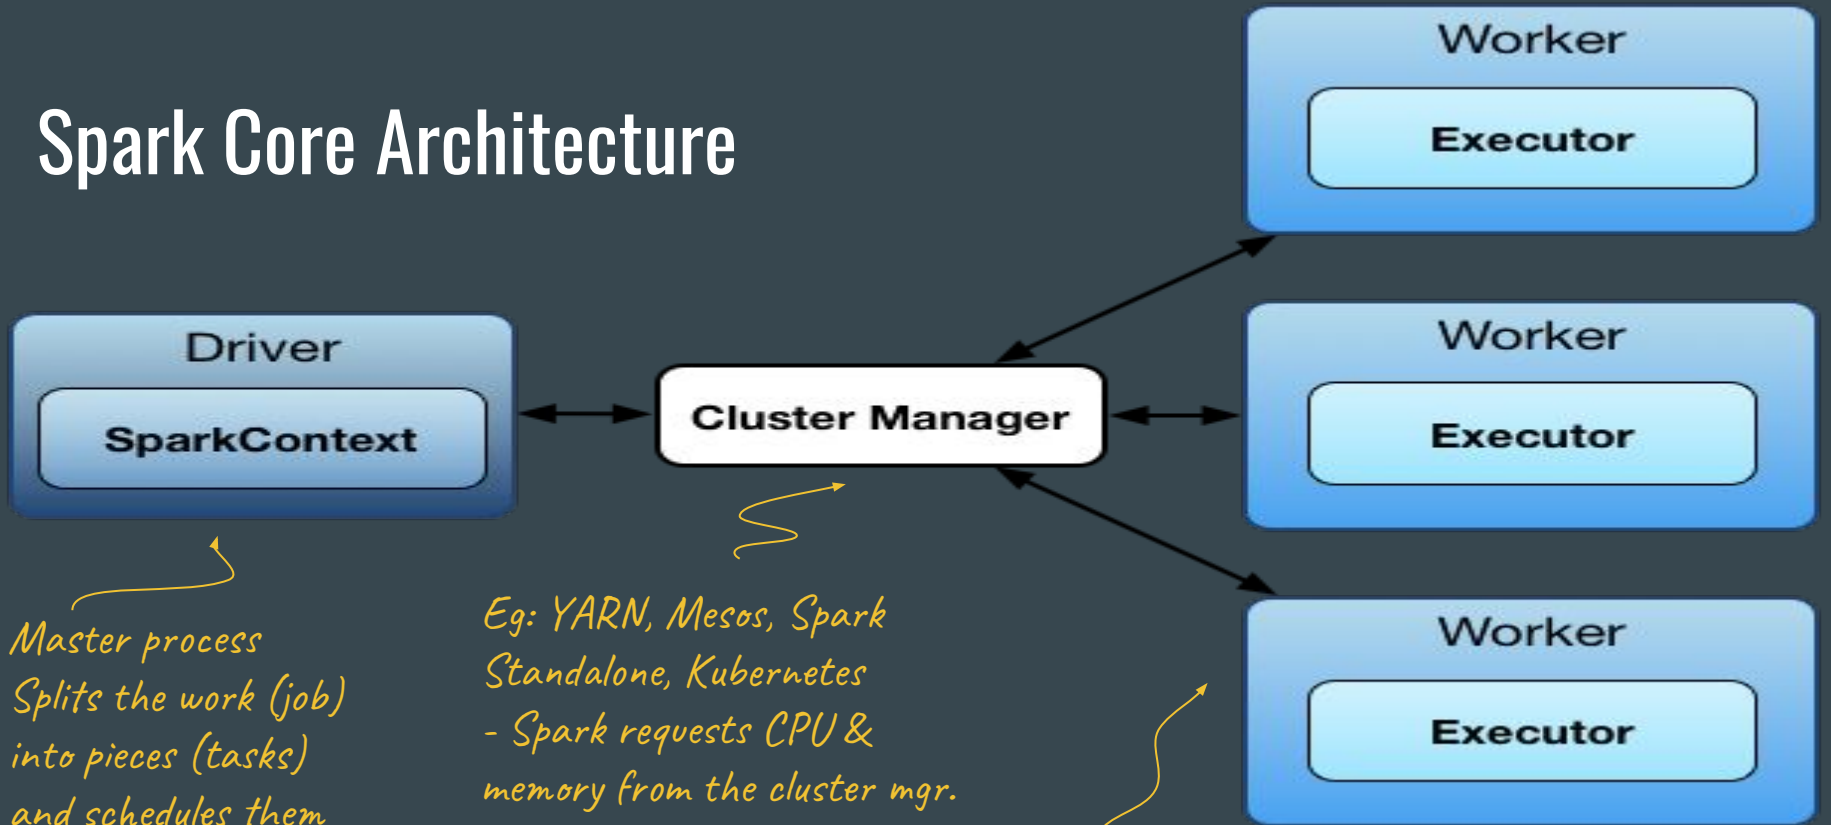 Spark Core Architecture
Driver
SparkContext
Cluster Manager
Worker
Executor
Worker
Executor
Worker
Executor
Master process
Splits the work (job)
into pieces (tasks)
and schedules them
Eg: YARN, Mesos, Spark
Standalone, Kubernetes
- Spark requests CPU &
memory from the cluster mgr.